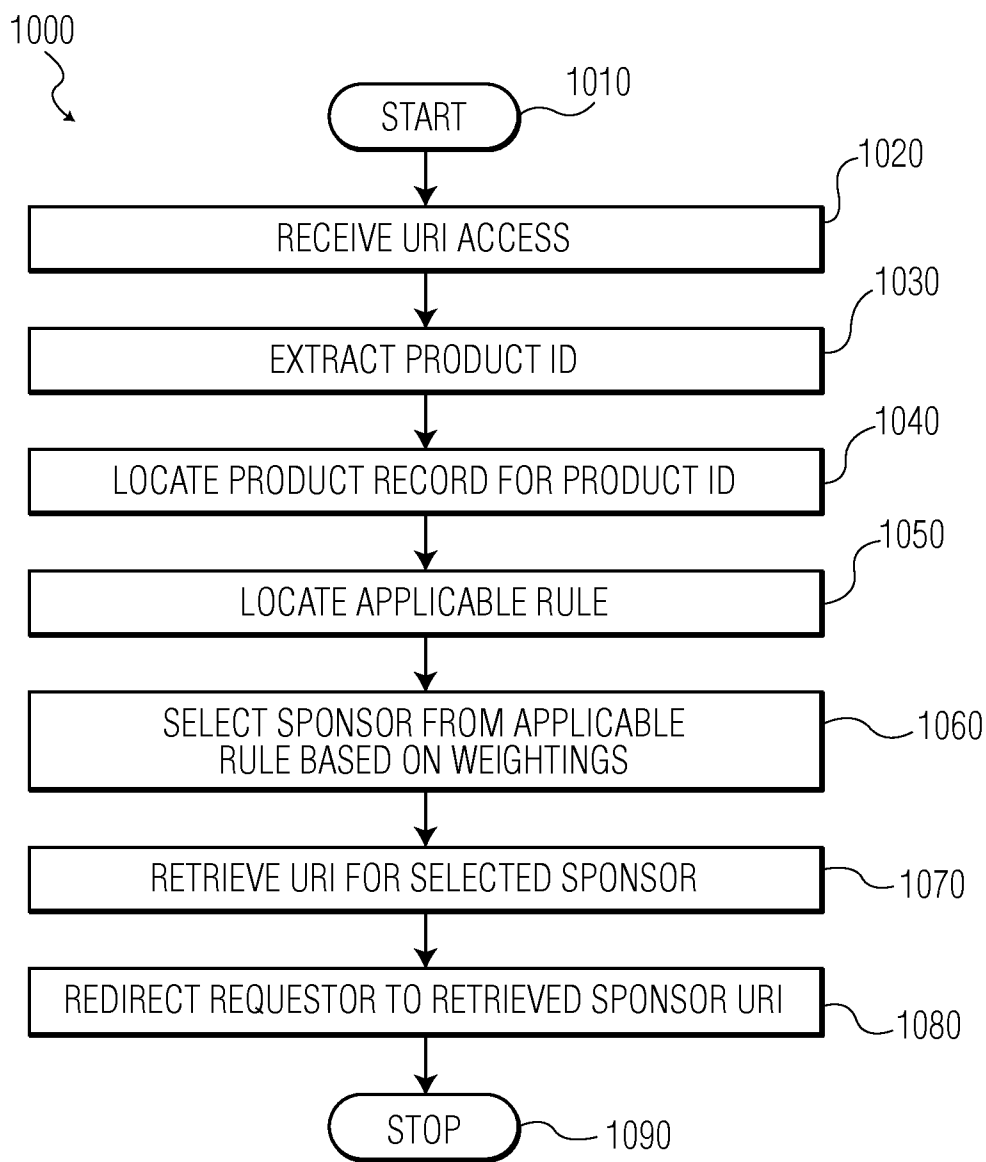 1000
START
1010
1020
RECEIVE URI ACCESS
1030
EXTRACT PRODUCT ID
1040
LOCATE PRODUCT RECORD FOR PRODUCT ID
1050
LOCATE APPLICABLE RULE
SELECT SPONSOR FROM APPLICABLE
RULE BASED ON WEIGHTINGS
1060
RETRIEVE URI FOR SELECTED SPONSOR
1070
REDIRECT REQUESTOR TO RETRIEVED SPONSOR URI
1080
STOP
1090